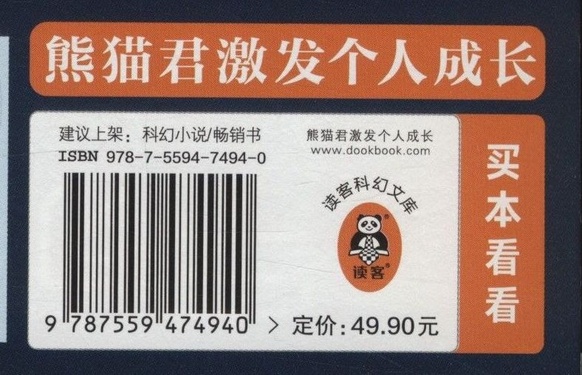 熊猫君激发个人成长
建议上架：科幻小说/畅销书
ISBN 978-7-5594-7494-0
熊猫君激发个人成长
www.dookbook.com
读客科幻文库
读客®
9 787559 474940 >
定价：49.90元
买本看看